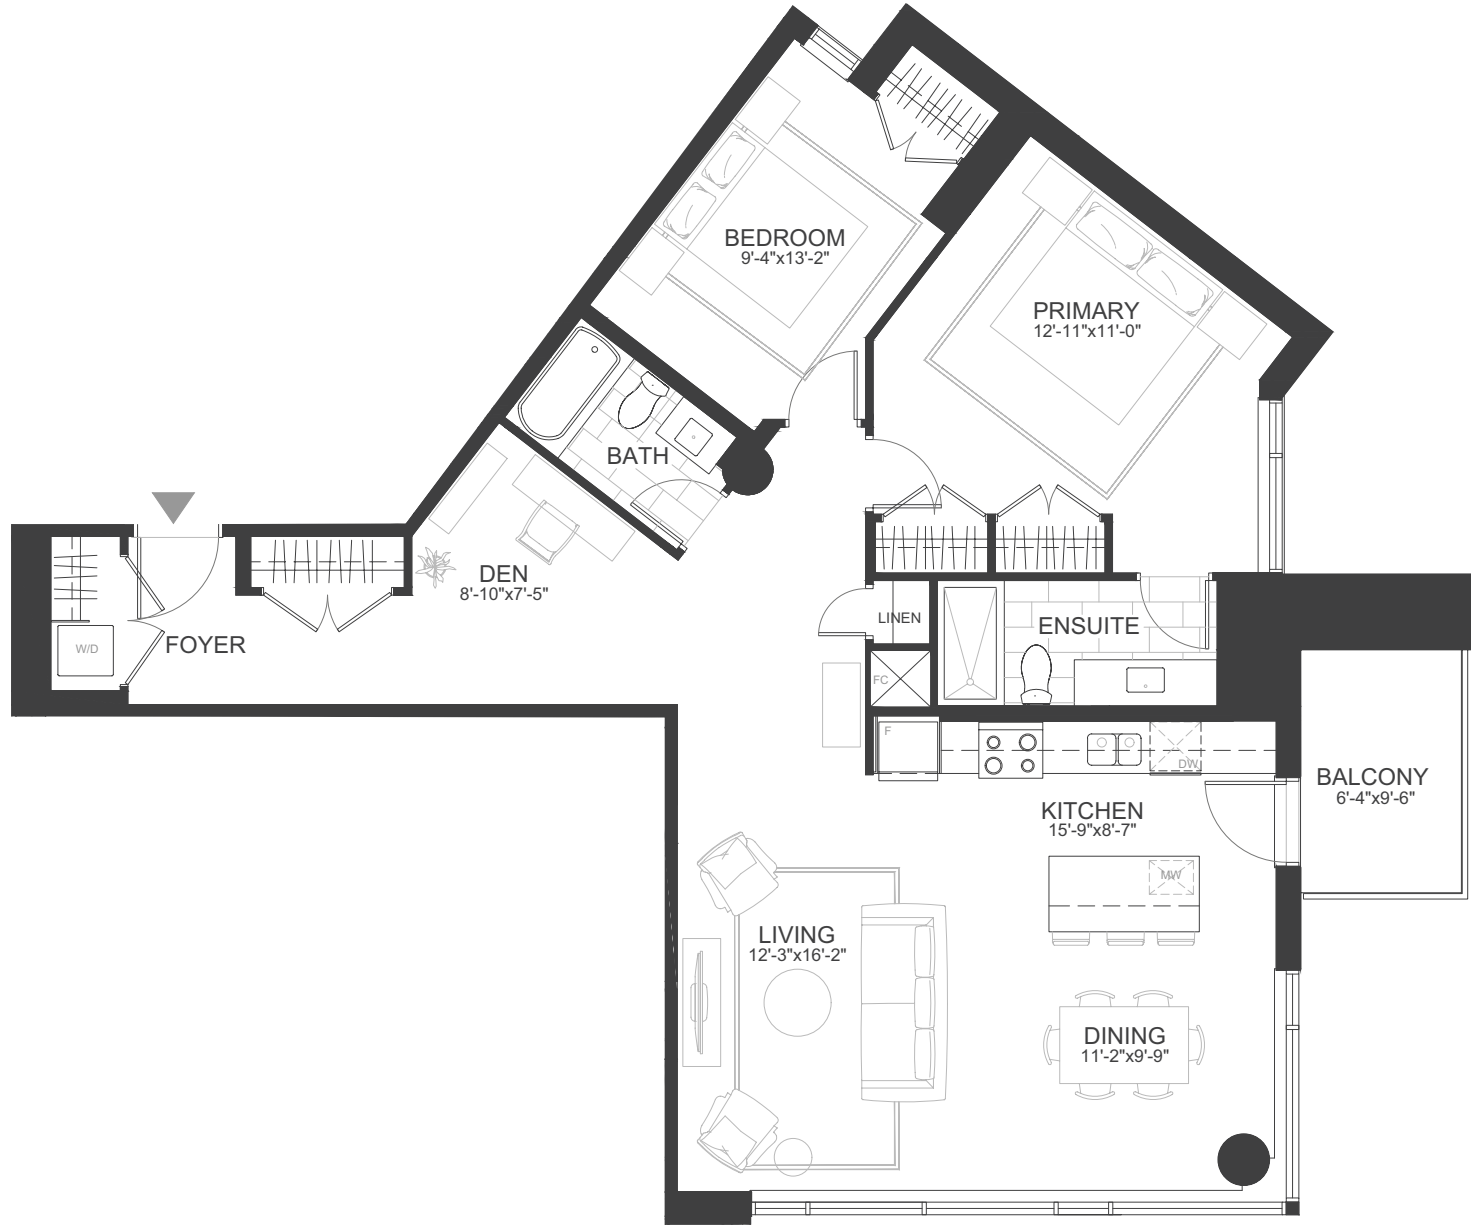 BEDROOM
9'-4"x13'-2"
PRIMARY
12'-11"x11'-0"
BATH
DEN
8'-10"x7'-5"
LINEN
ENSUITE
FOYER
W/D
FC
F
DW
BALCONY
6'-4"x9'-6"
KITCHEN
15'-9"x8'-7"
MW
LIVING
12'-3"x16'-2"
DINING
11'-2"x9'-9"